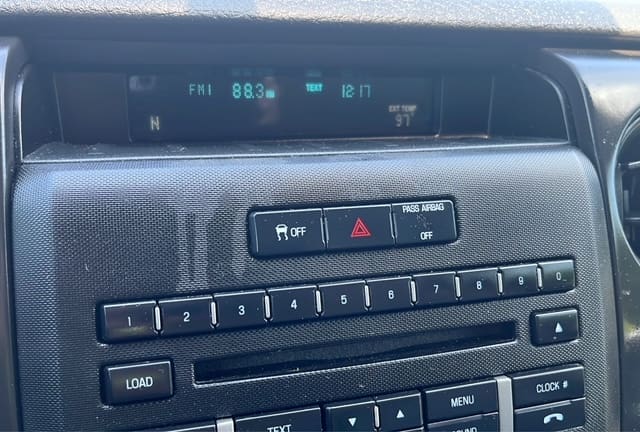 FM1 88.3 TEXT 12:17
N
EXT TEMP
97°
OFF
PASS AIRBAG
OFF
1 2 3 4 5 6 7 8 9 0
LOAD
MENU
CLOCK #
TEXT